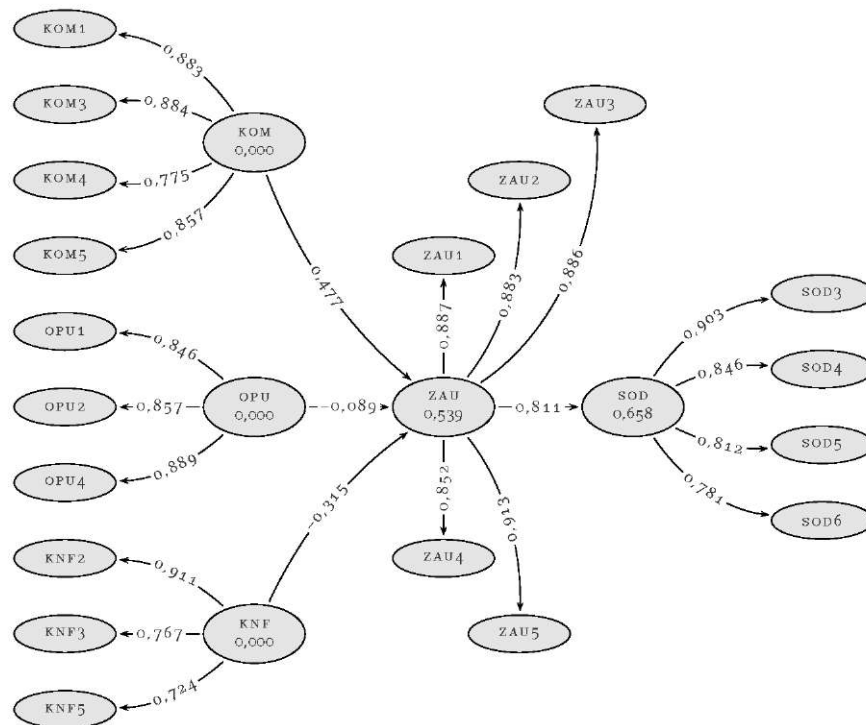 KOM1
0,883
KOM3
0,884
KOM
0,000
KOM4
0,775
KOM5
0,857
0,477
ZAU3
ZAU2
ZAU1
0,887
0,883
0,886
OPU1
0,846
OPU2
0,857
OPU
0,000
OPU4
0,889
−0,089
ZAU
0,539
0,811
SOD
0,658
SOD3
0,903
SOD4
0,846
SOD5
0,812
SOD6
0,781
−0,315
0,852
0,913
ZAU4
ZAU5
KNF2
0,911
KNF3
0,767
KNF
0,000
KNF5
0,724